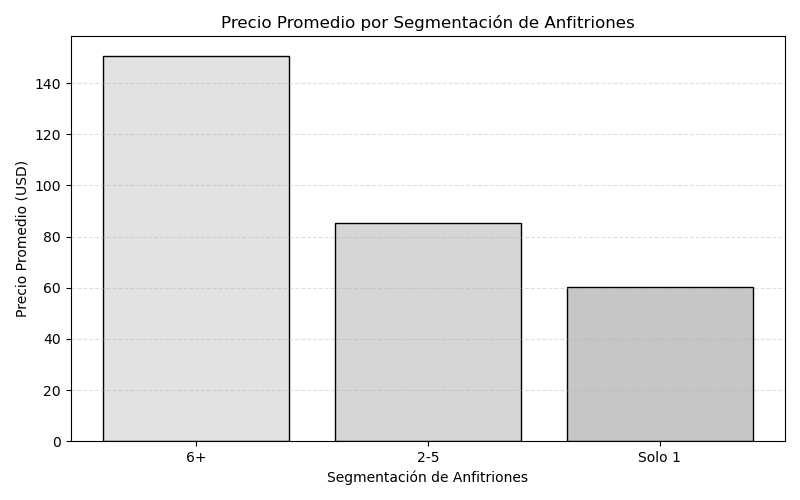 Precio Promedio por Segmentación de Anfitriones
Precio Promedio (USD)
140
120
100
80
60
40
20
0
6+
2-5
Solo 1
Segmentación de Anfitriones